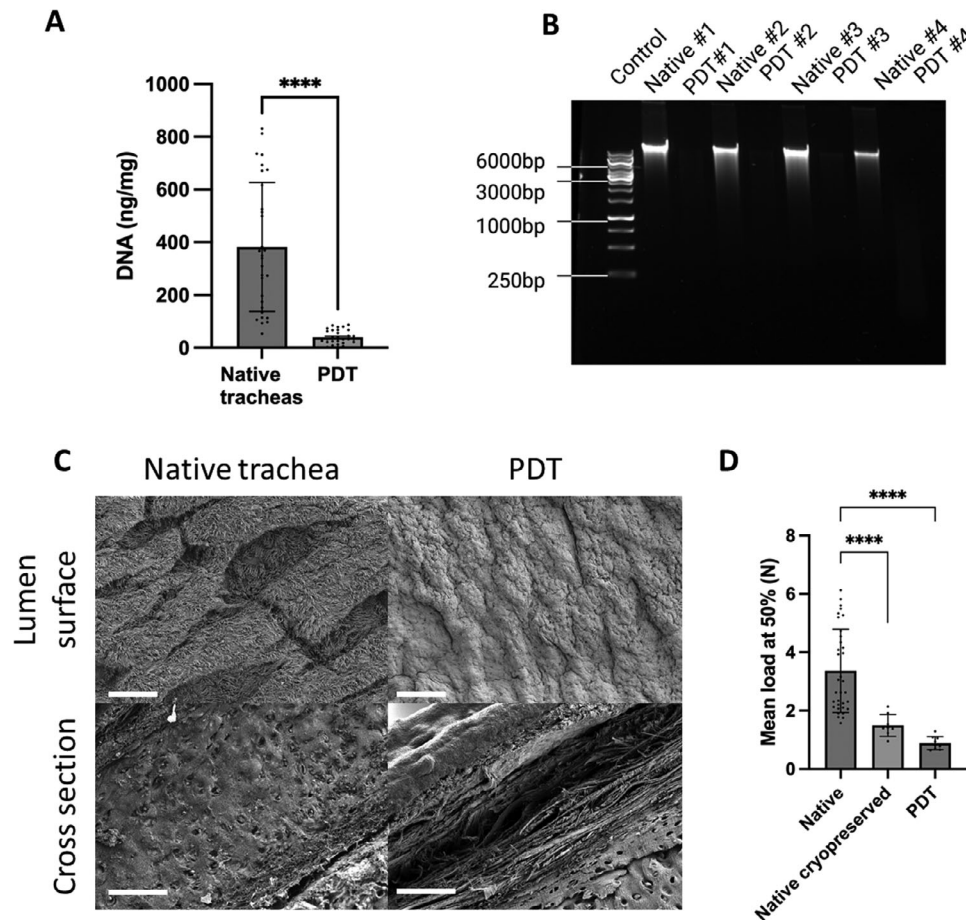 A
****
1000
800
600
400
200
0
DNA (ng/mg)
Native
tracheas
PDT
B
Control
Native #1
PDT#1
Native #2
PDT #2
Native #3
PDT #3
Native #4
PDT #4
6000bp
3000bp
1000bp
250bp
C
Native trachea
PDT
Lumen
surface
Cross section
D
****
****
8
6
4
2
0
Mean load at 50% (N)
Native
Native cryopreserved
PDT